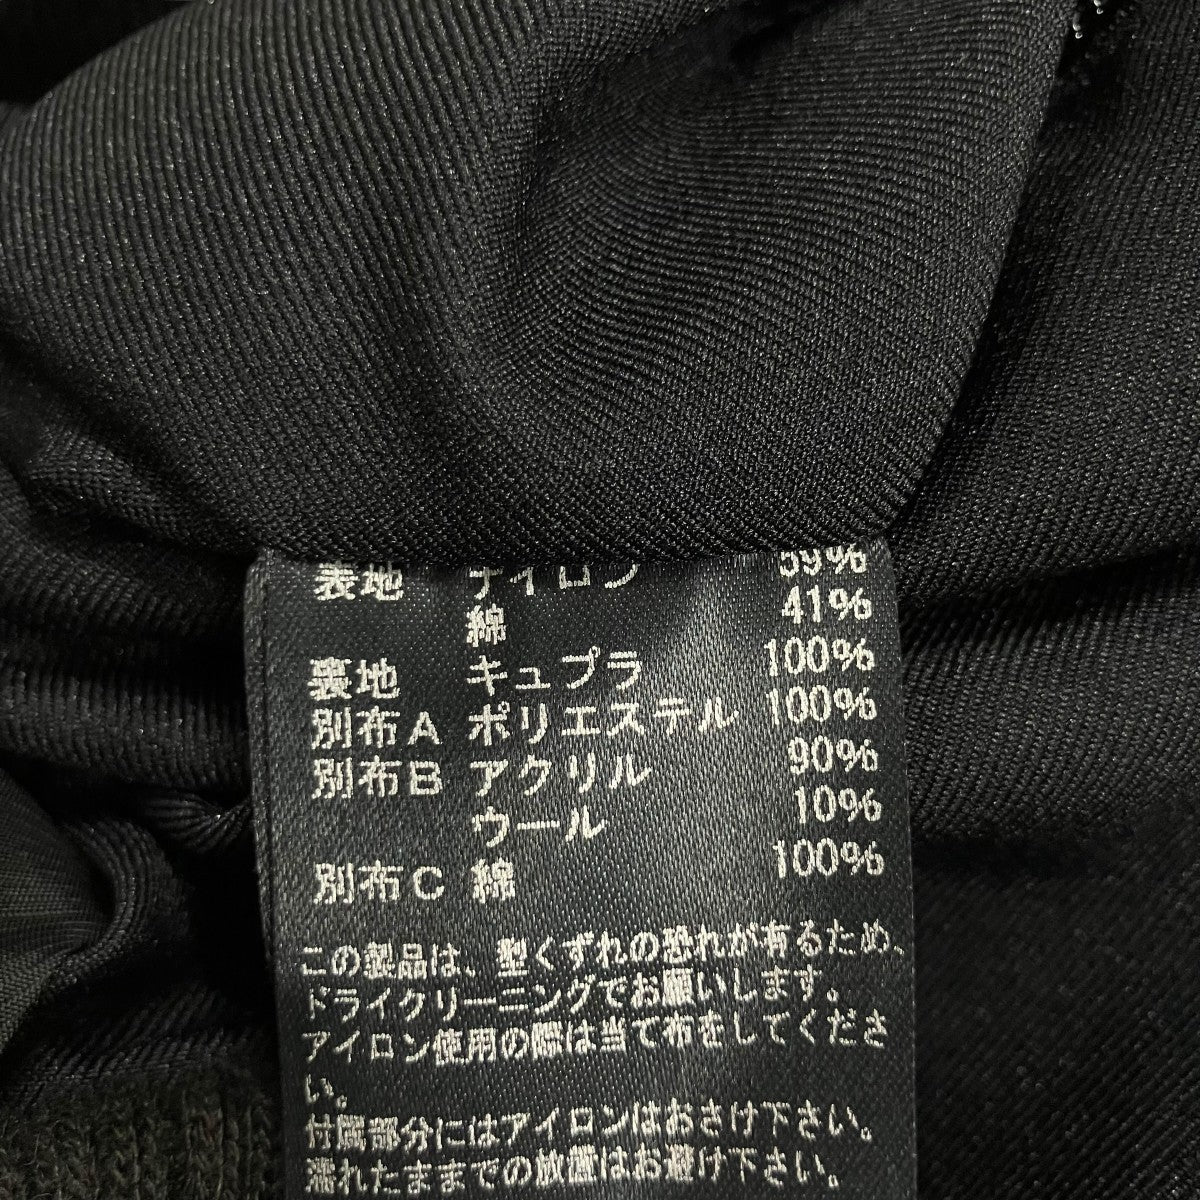 表地 ナイロン 59%
綿 41%
裏地 キュプラ 100%
別布A ポリエステル 100%
別布B アクリル 90%
ウール 10%
別布C 綿 100%
この製品は、型くずれの恐れが有るため、
ドライクリーニングでお願いします。
アイロン使用の際は当て布をしてくださ
い。
付属部分にはアイロンはおさけ下さい。
濡れたままでの放置はお避け下さい。